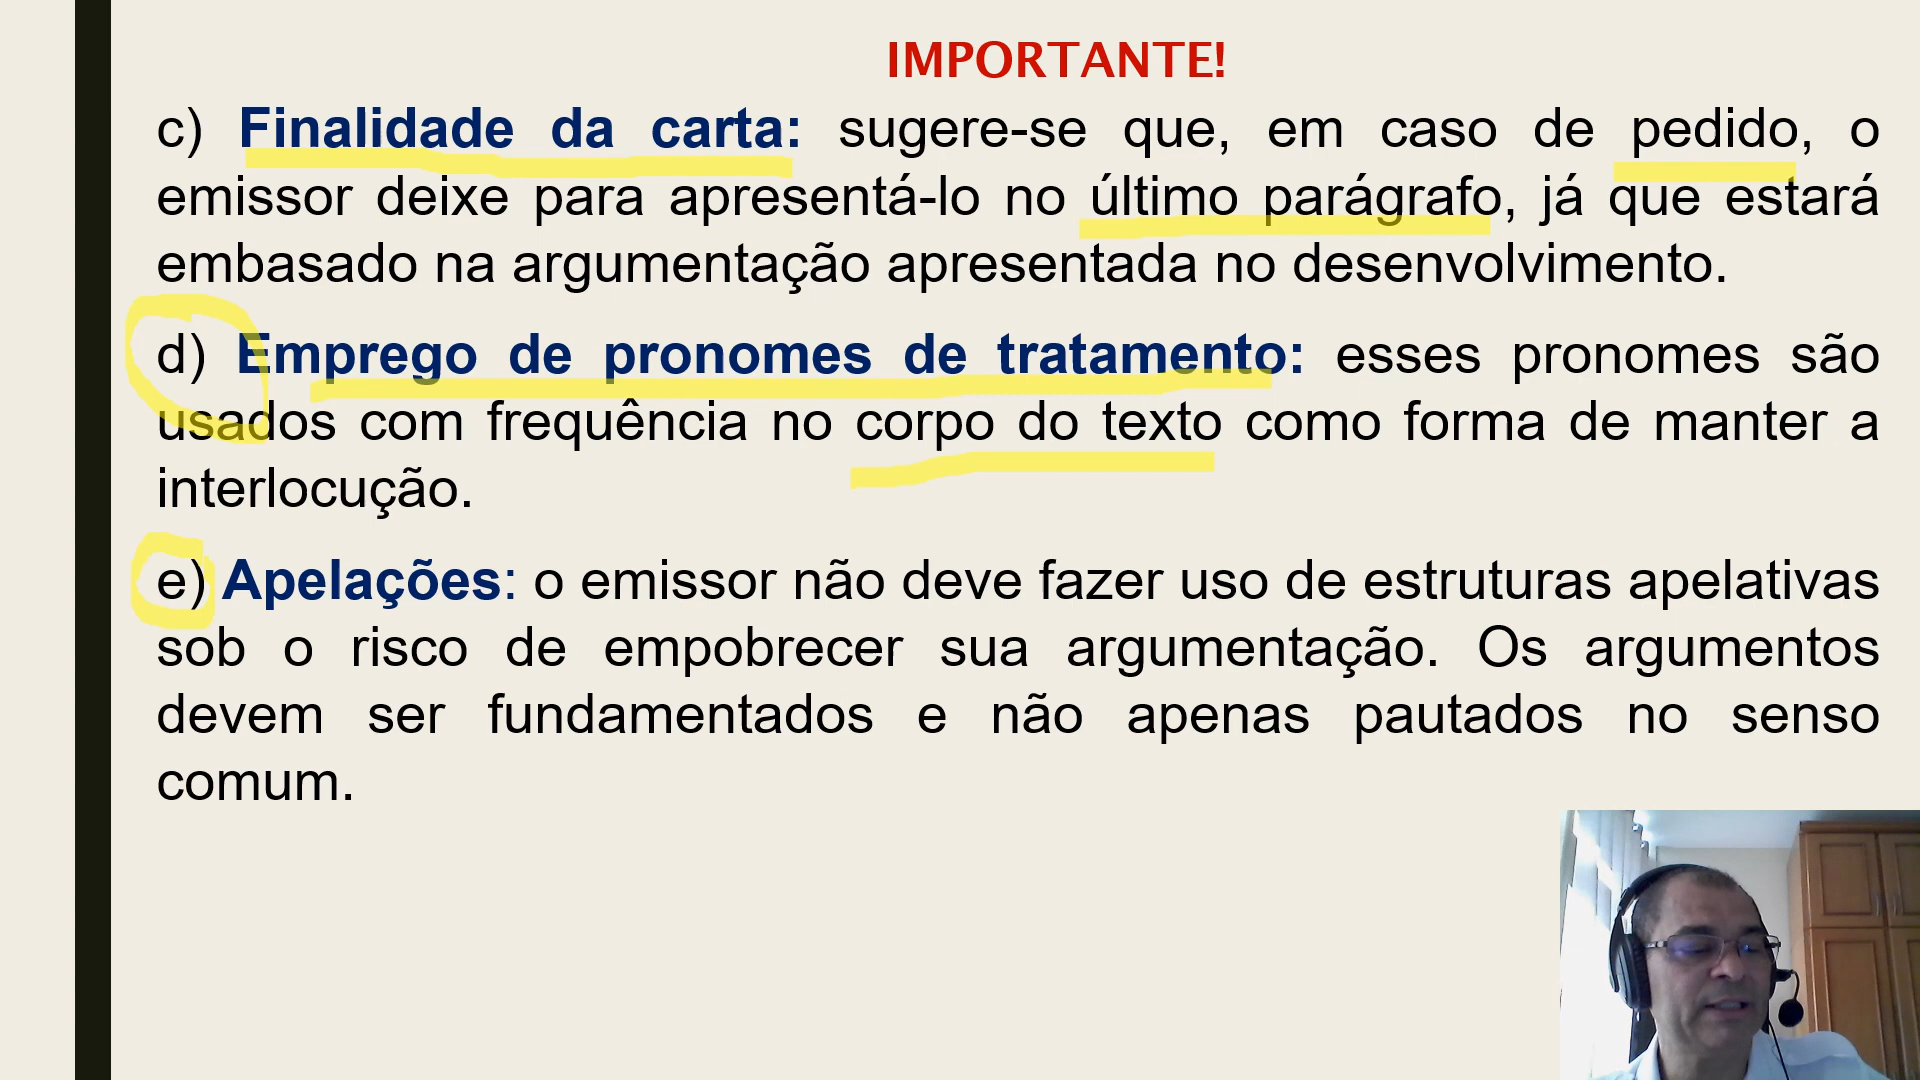 IMPORTANTE!
c) Finalidade da carta: sugere-se que, em caso de pedido, o
emissor deixe para apresentá-lo no último parágrafo, já que estará
embasado na argumentação apresentada no desenvolvimento.
d) Emprego de pronomes de tratamento: esses pronomes são
usados com frequência no corpo do texto como forma de manter a
interlocução.
e) Apelações: o emissor não deve fazer uso de estruturas apelativas
sob o risco de empobrecer sua argumentação. Os argumentos
devem ser fundamentados e não apenas pautados no senso
comum.